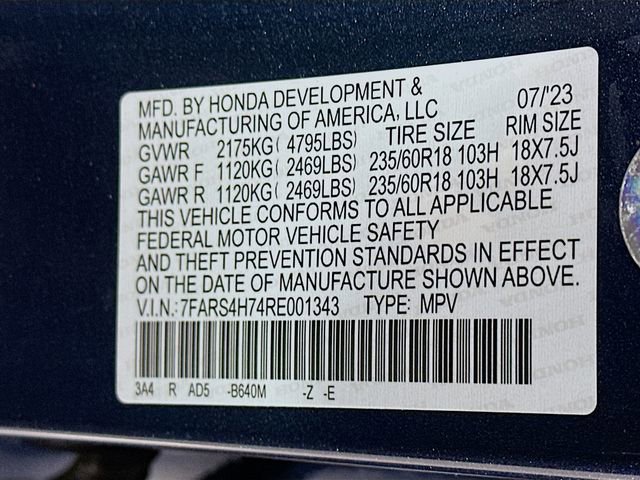 MFD. BY HONDA DEVELOPMENT &
MANUFACTURING OF AMERICA, LLC 07/'23
GVWR 2175KG ( 4795LBS) TIRE SIZE RIM SIZE
GAWR F 1120KG ( 2469LBS) 235/60R18 103H 18X7.5J
GAWR R 1120KG ( 2469LBS) 235/60R18 103H 18X7.5J
THIS VEHICLE CONFORMS TO ALL APPLICABLE
FEDERAL MOTOR VEHICLE SAFETY
AND THEFT PREVENTION STANDARDS IN EFFECT
ON THE DATE OF MANUFACTURE SHOWN ABOVE.
V.I.N.:7FARS4H74RE001343 TYPE: MPV
3A4 R AD5 -B640M -Z -E